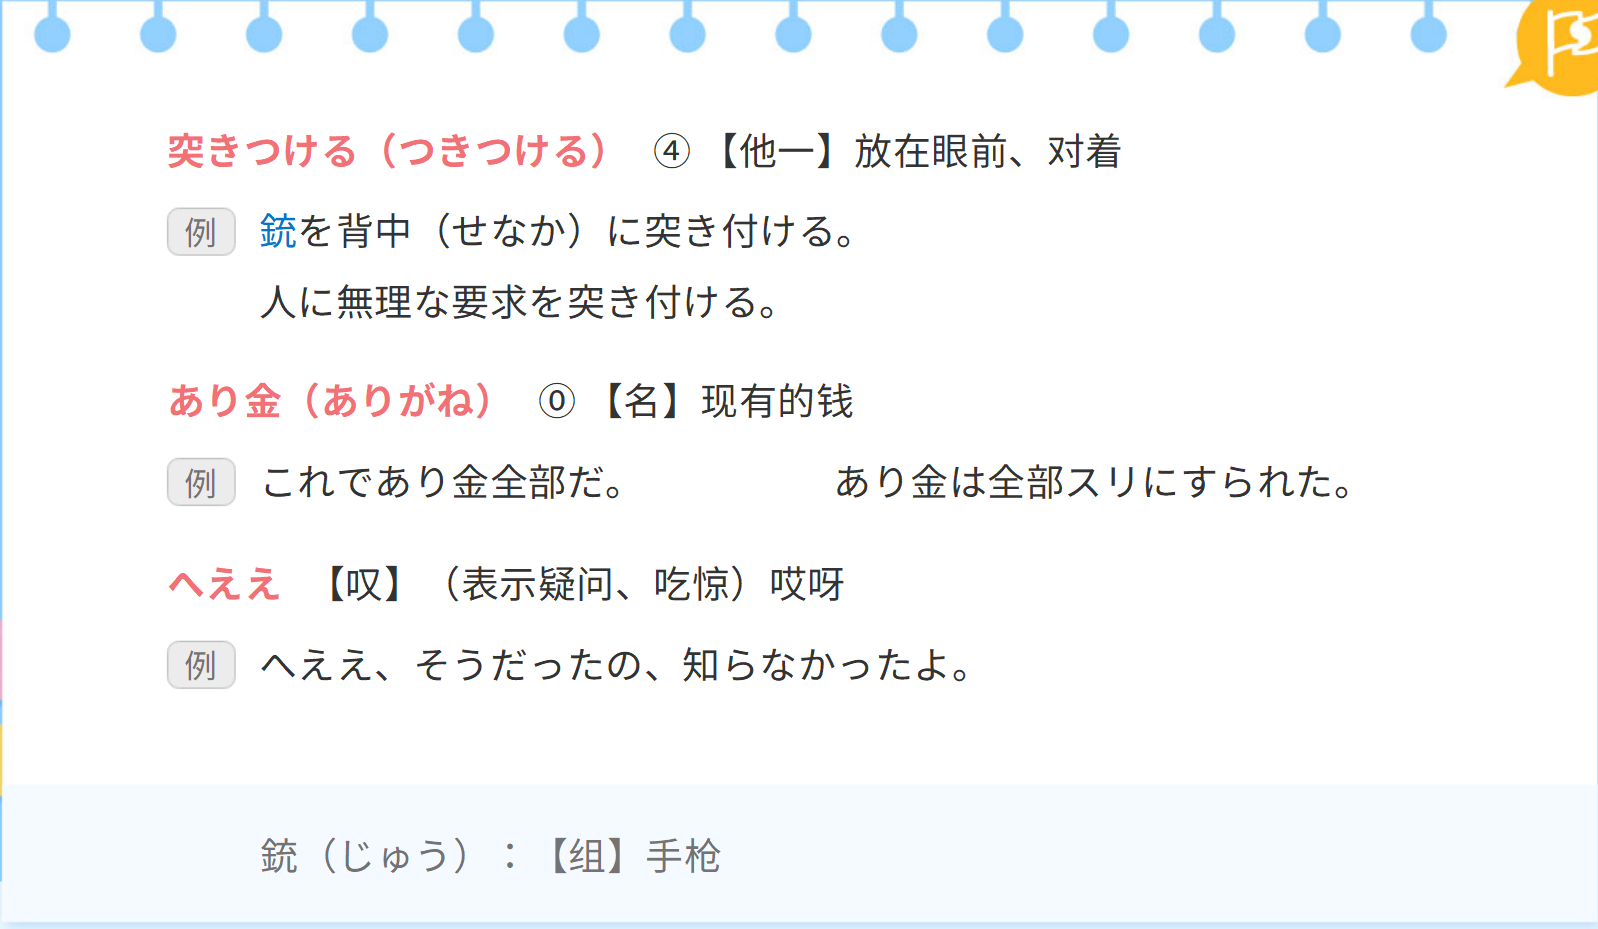 突きつける（つきつける） ④ 【他一】放在眼前、对着
例 銃を背中（せなか）に突き付ける。
人に無理な要求を突き付ける。
あり金（ありがね） ⓪ 【名】现有的钱
例 これであり金全部だ。 あり金は全部スリにすられた。
へええ 【叹】（表示疑问、吃惊）哎呀
例 へええ、そうだったの、知らなかったよ。
銃（じゅう）：【组】手枪